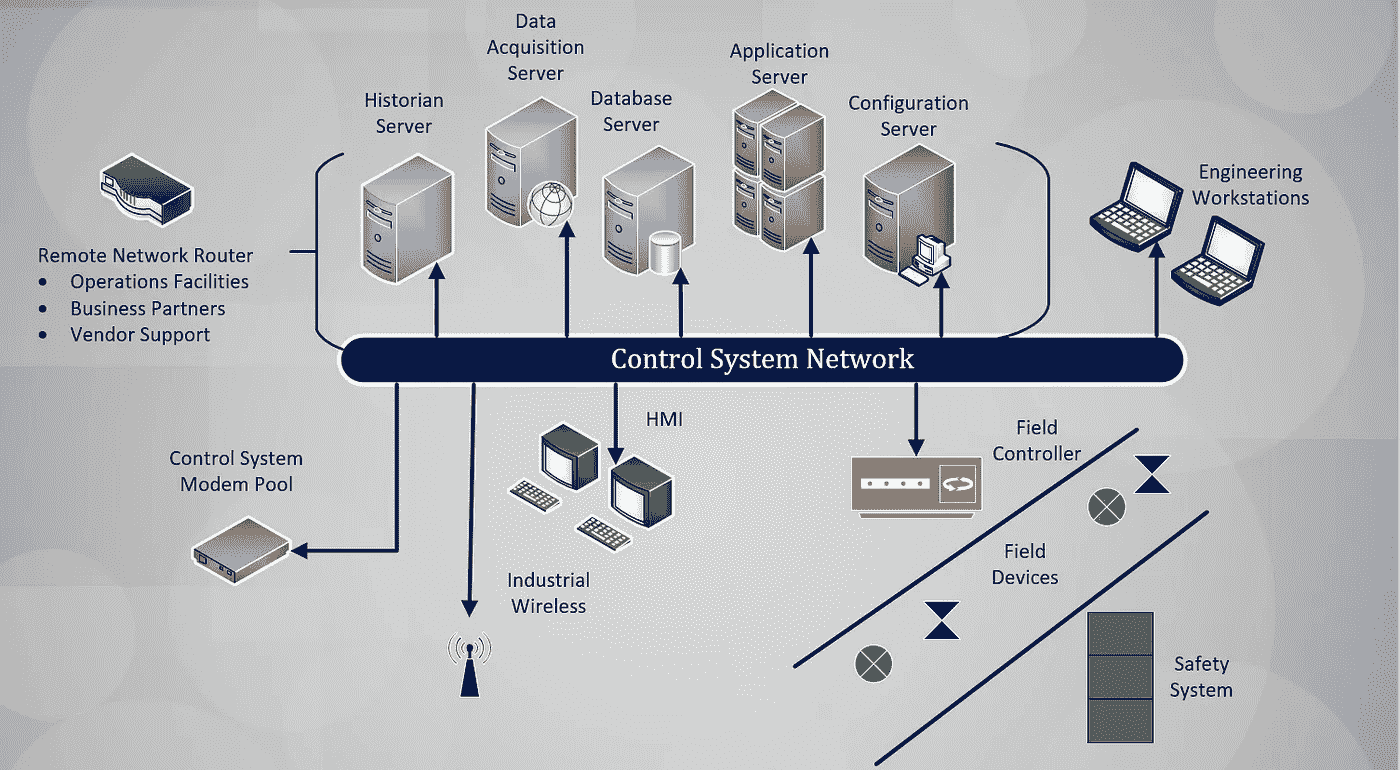 Data
Acquisition
Server
Application
Server
Historian
Server
Database
Server
Configuration
Server
Engineering
Workstations
Remote Network Router
• Operations Facilities
• Business Partners
• Vendor Support
Control System Network
HMI
Field
Controller
Control System
Modem Pool
Field
Devices
Industrial
Wireless
Safety
System